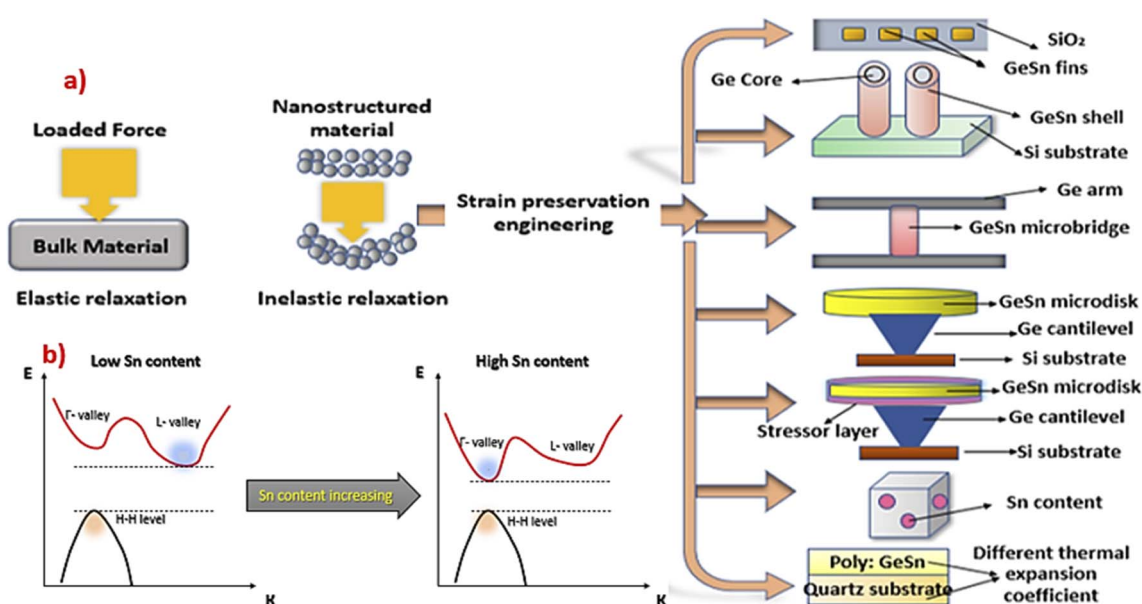 a)
Loaded Force
Bulk Material
Elastic relaxation
Nanostructured
material
Inelastic relaxation
Strain preservation
engineering
SiO₂
GeSn fins
Ge Core
GeSn shell
Si substrate
Ge arm
GeSn microbridge
GeSn microdisk
Ge cantilevel
Si substrate
GeSn microdisk
Ge cantilevel
Stressor layer
Si substrate
Sn content
Poly: GeSn
Quartz substrate
Different thermal
expansion
coefficient
b)
Low Sn content
E
Γ- valley
L- valley
H-H level
K
Sn content increasing
High Sn content
E
Γ- valley
L- valley
H-H level
K